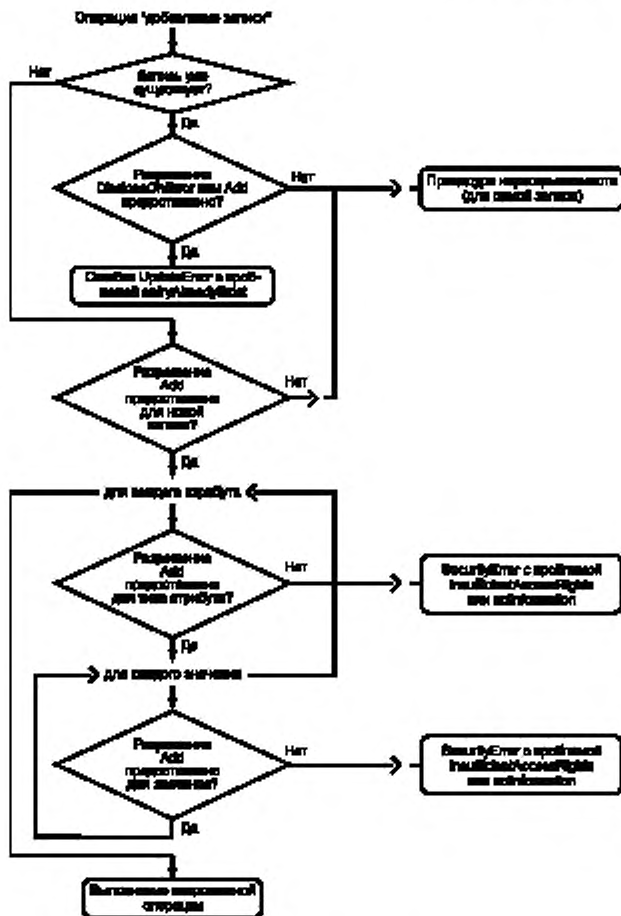 Операция "добавление записи"
Нет
Запись уже
существует?
Да
Разрешение
DiscloseOnError или Add
предоставлено?
Нет
Процедура нераскрываемости
(для самой записи)
Да
Ошибка UpdateError с проб-
лемой entryAlreadyExist
Разрешение
Add
предоставлено
для новой
записи?
Нет
Да
для каждого атрибута
Разрешение
Add
предоставлено
для типа атрибута?
Нет
SecurityError с проблемой
insufficientAccessRights
или noInformation
Да
для каждого значения
Разрешение
Add
предоставлено
для значения?
Нет
SecurityError с проблемой
insufficientAccessRights
или noInformation
Да
Выполнение
операции